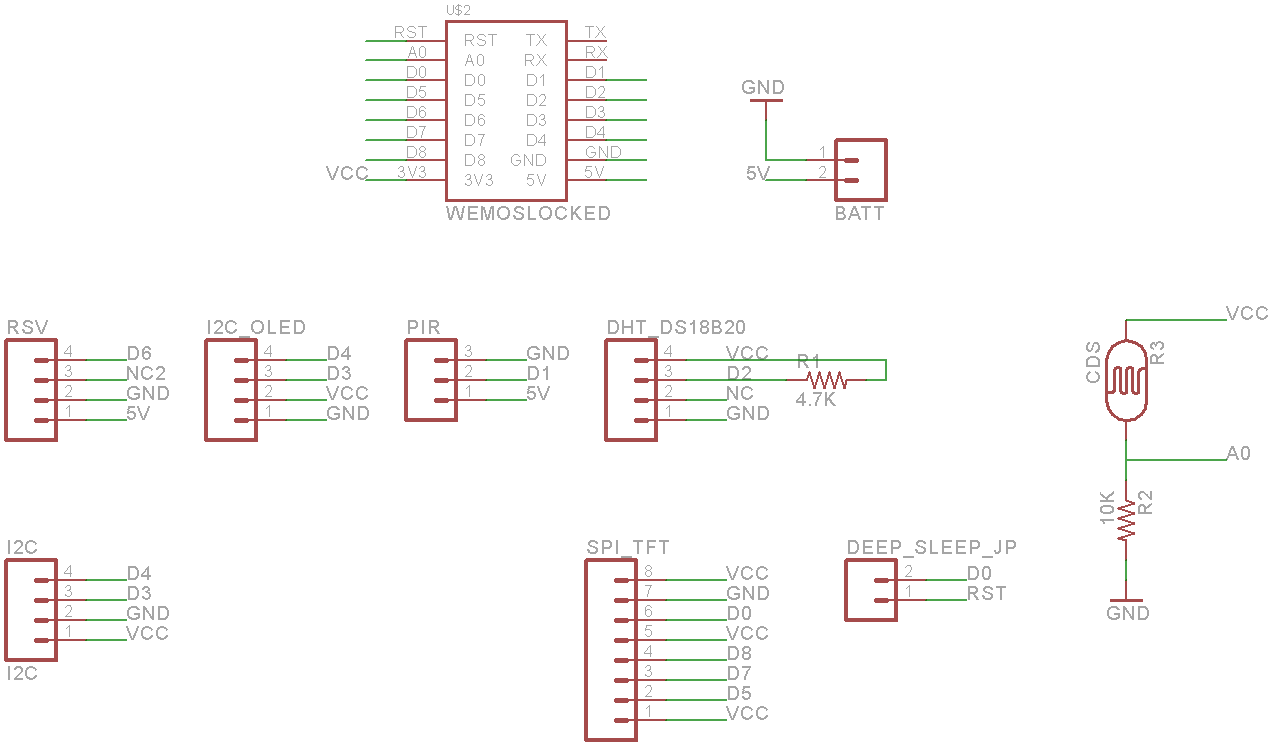 U$2
RST RST TX TX
A0 A0 RX RX
D0 D0 D1 D1
D5 D5 D2 D2
D6 D6 D3 D3
D7 D7 D4 D4
D8 D8 GND GND
VCC 3V3 3V3 5V 5V
WEMOSLOCKED
GND
1
5V 2
BATT
RSV
4 D6
3 NC2
2 GND
1 5V
I2C_OLED
4 D4
3 D3
2 VCC
1 GND
PIR
3 GND
2 D1
1 5V
DHT_DS18B20
4 VCC
3 D2
2 NC
1 GND
R1
4.7K
VCC
CDS
R3
A0
10K
R2
GND
I2C
4 D4
3 D3
2 GND
1 VCC
I2C
SPI_TFT
8 VCC
7 GND
6 D0
5 VCC
4 D8
3 D7
2 D5
1 VCC
DEEP_SLEEP_JP
2 D0
1 RST